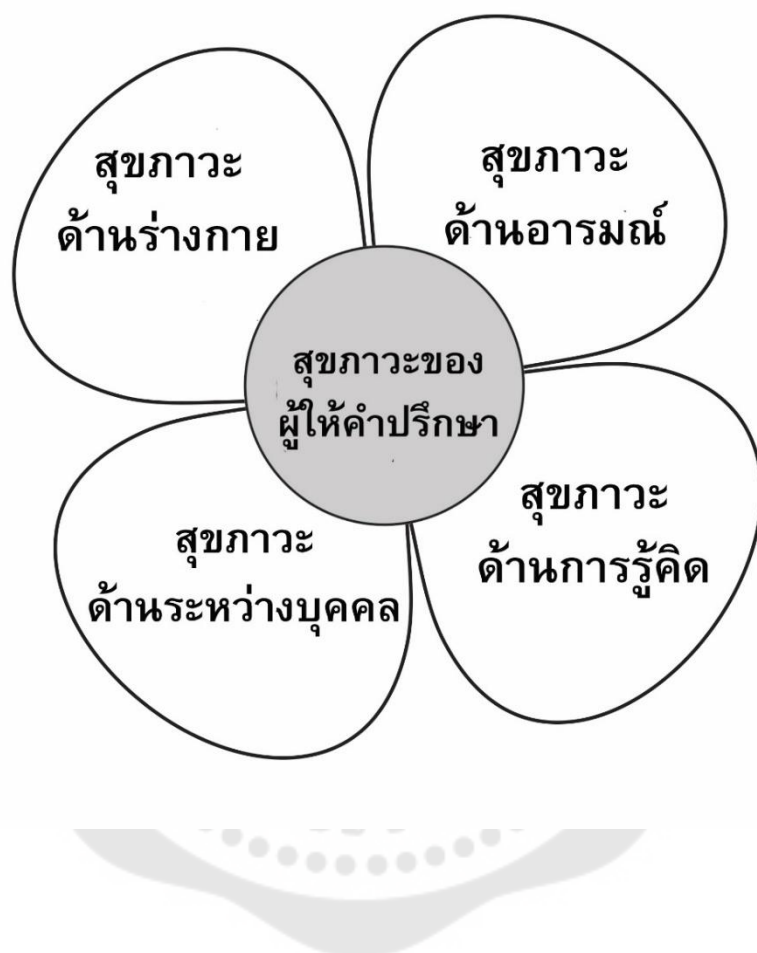 สุขภาวะ
ด้านร่างกาย
สุขภาวะ
ด้านอารมณ์
สุขภาวะของ
ผู้ให้คำปรึกษา
สุขภาวะ
ด้านระหว่างบุคคล
สุขภาวะ
ด้านการรู้คิด